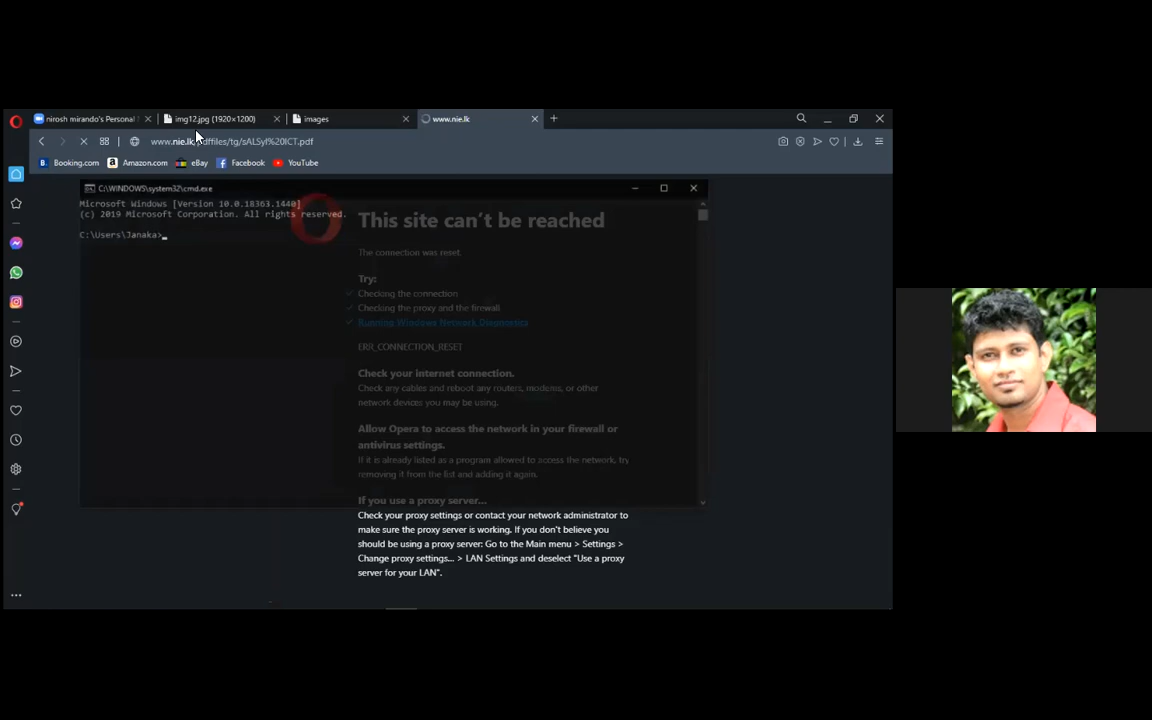 nirosh mirando's Personal
img12.jpg (1920×1200)
images
www.nie.lk
www.nie.lk/pdffiles/tg/sALSyl%20ICT.pdf
Booking.com
Amazon.com
eBay
Facebook
YouTube
C:\WINDOWS\system32\cmd.exe
Microsoft Windows [Version 10.0.18363.1440]
(c) 2019 Microsoft Corporation. All rights reserved.
C:\Users\Janaka>
This site can't be reached
The connection was reset.
Try:
Checking the connection
Checking the proxy and the firewall
Running Windows Network Diagnostics
ERR_CONNECTION_RESET
Check your internet connection.
Check any cables and reboot any routers, modems, or other
network devices you may be using.
Allow Opera to access the network in your firewall or
antivirus settings.
If it is already listed as a program allowed to access the network, try
removing it from the list and adding it again.
If you use a proxy server...
Check your proxy settings or contact your network administrator to
make sure the proxy server is working. If you don't believe you
should be using a proxy server: Go to the Main menu > Settings >
Change proxy settings... > LAN Settings and deselect "Use a proxy
server for your LAN".